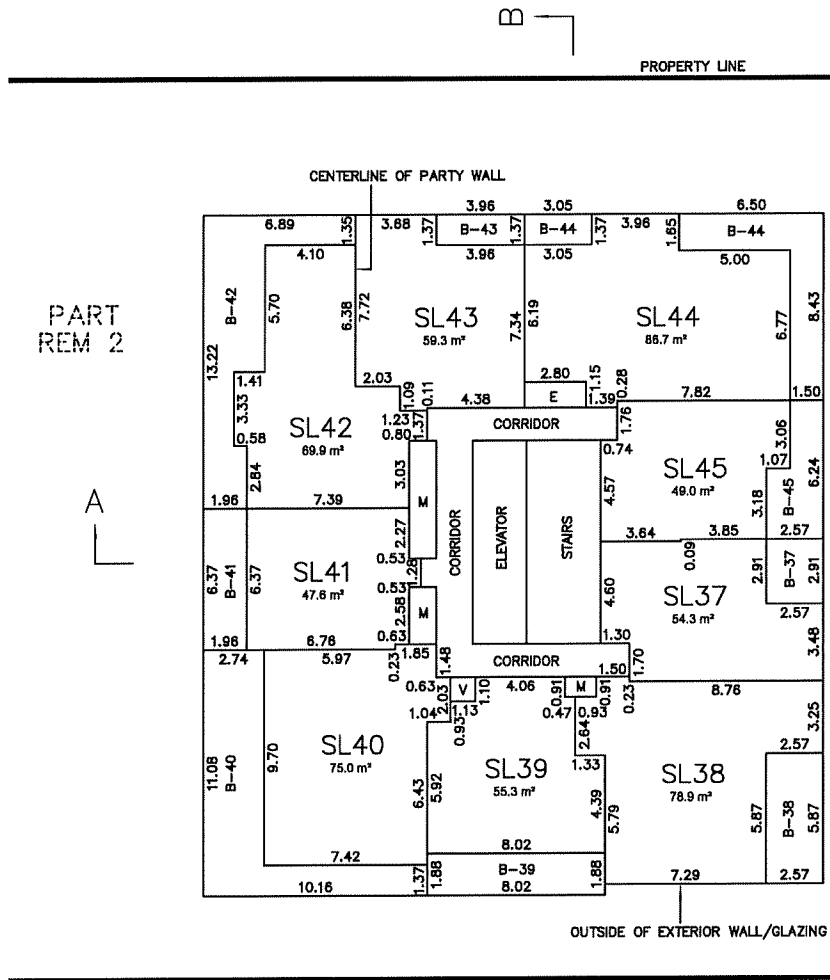 B
PROPERTY LINE
CENTERLINE OF PARTY WALL
3.96 3.05 6.50
6.89 1.35 3.68 1.37 B-43 1.37 B-44 1.37 3.96 1.65 B-44
4.10 3.96 3.05 5.00
PART
REM 2
B-42 5.70 6.38 7.72 SL43 7.34 6.19 SL44 6.77 8.43
59.3 m² 86.7 m²
13.22
1.41 2.03 2.80 1.15 0.28
1.09 0.11 4.38 E 1.39 7.82 1.50
3.33 1.23 1.37 CORRIDOR 1.76 3.06
0.58 SL42 0.80 0.74
69.9 m² SL45 1.07 6.24
2.84 3.03 M 4.57 49.0 m² 3.18 B-45
A
1.96 7.39
2.27 CORRIDOR ELEVATOR STAIRS 3.64 3.85 2.57
0.09
6.37 B-41 6.37 SL41 0.53 1.28 2.91 B-37 2.91
47.6 m² 0.53 SL37
2.58 M 4.60 54.3 m² 2.57
1.96 6.76 0.63 1.30 3.48
2.74 5.97 0.23 1.85 1.48 CORRIDOR 1.70
1.50
0.63 V 1.10 4.06 0.91 M 0.91 0.23 8.76
2.03 1.13 0.47 0.93
1.04 0.93 2.64 3.25
SL40 1.33 2.57
75.0 m² SL39 SL38
11.08 B-40 9.70 55.3 m² 78.9 m²
6.43 5.92 4.39 5.79 5.87 B-38 5.87
7.42 8.02
10.16 1.37 1.88 B-39 1.88 7.29 2.57
8.02
OUTSIDE OF EXTERIOR WALL/GLAZING